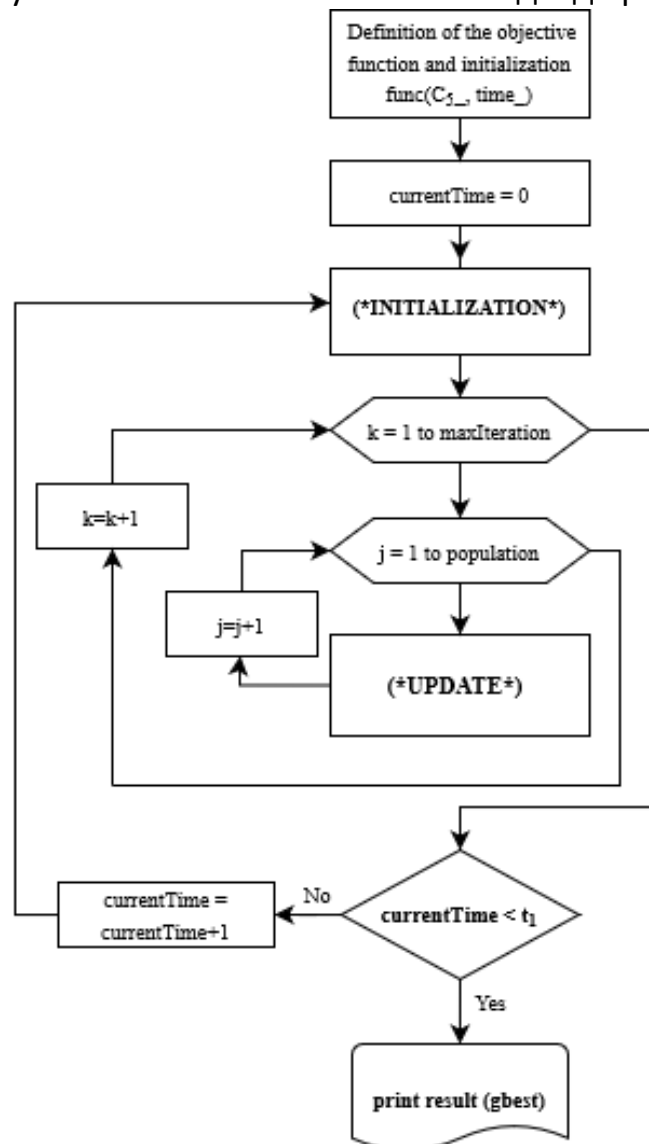 Definition of the objective
function and initialization
func(C5_, time_)
currentTime = 0
(*INITIALIZATION*)
k = 1 to maxIteration
k=k+1
j = 1 to population
j=j+1
(*UPDATE*)
currentTime < t1
No
currentTime =
currentTime+1
Yes
print result (gbest)